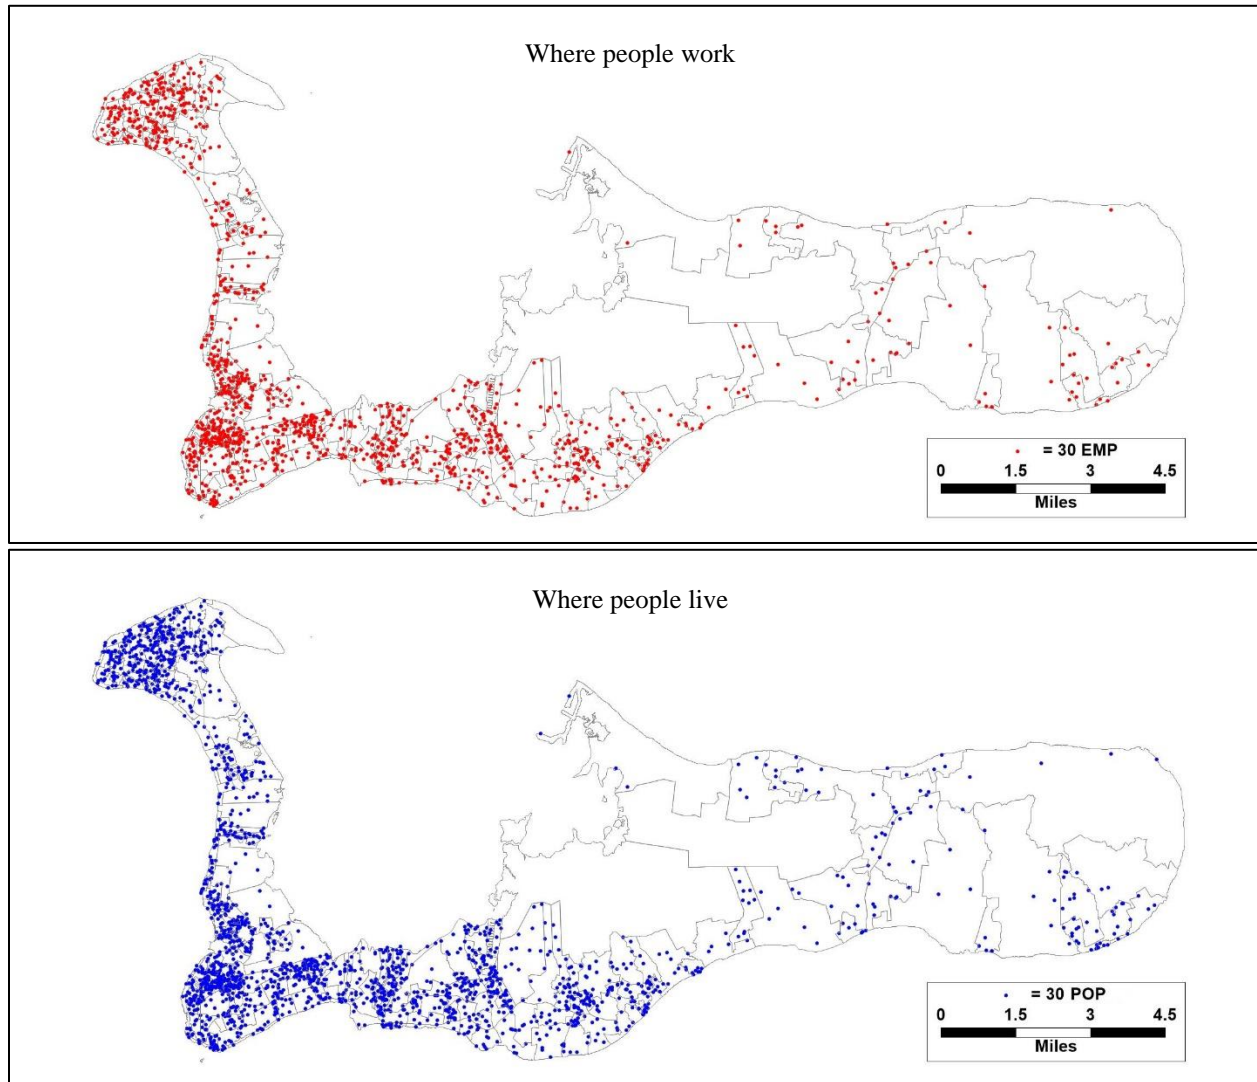 Where people work
= 30 EMP
0 1.5 3 4.5
Miles
Where people live
= 30 POP
0 1.5 3 4.5
Miles